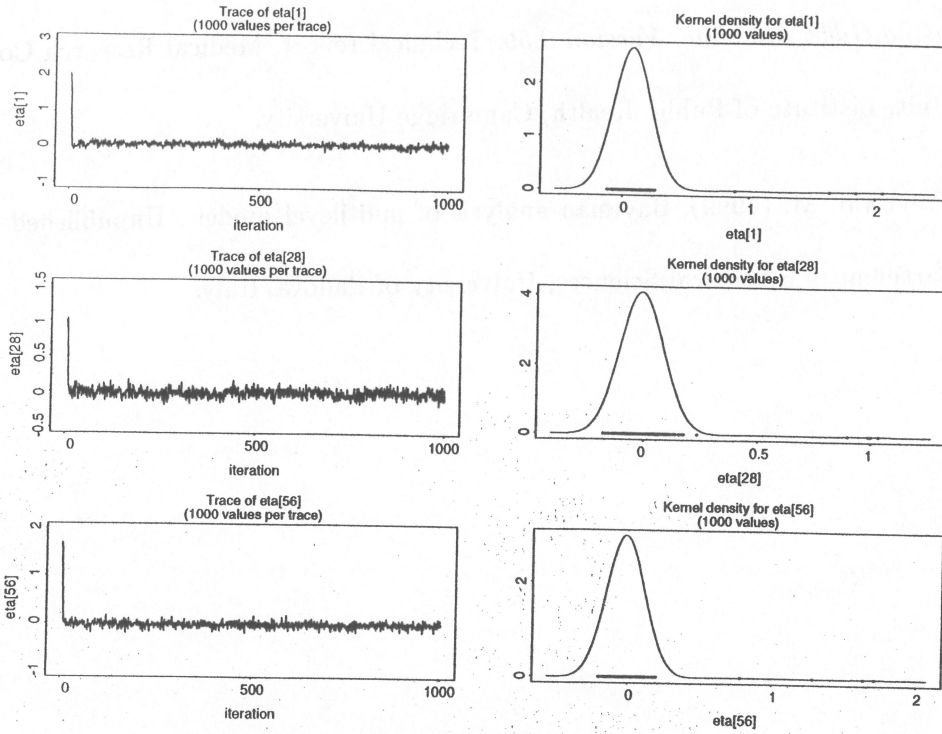 Trace of eta[1]
(1000 values per trace)
eta[1]
3
2
1
0
-1
0 500 1000
iteration
Kernel density for eta[1]
(1000 values)
2
1
0
0 1 2
eta[1]
Trace of eta[28]
(1000 values per trace)
eta[28]
1.5
1
0.5
0
-0.5
0 500 1000
iteration
Kernel density for eta[28]
(1000 values)
4
2
0
0 0.5 1
eta[28]
Trace of eta[56]
(1000 values per trace)
eta[56]
2
1
0
-1
0 500 1000
iteration
Kernel density for eta[56]
(1000 values)
2
0
0 1 2
eta[56]